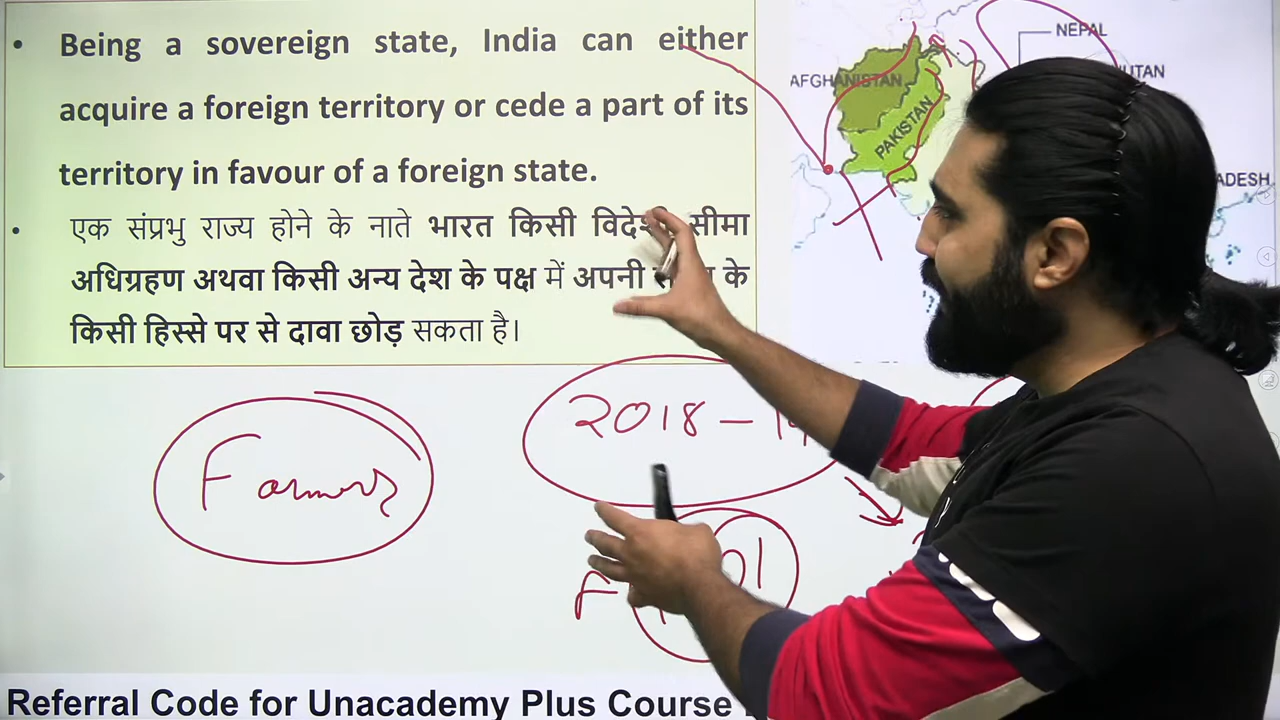 • Being a sovereign state, India can either
acquire a foreign territory or cede a part of its
territory in favour of a foreign state.
• एक संप्रभु राज्य होने के नाते भारत किसी विदेशी सीमा
अधिग्रहण अथवा किसी अन्य देश के पक्ष में अपनी के
किसी हिस्से पर से दावा छोड़ सकता है।
NEPAL
AFGHANISTAN
PAKISTAN
Farmers
2018 -
Referral Code for Unacademy Plus Course